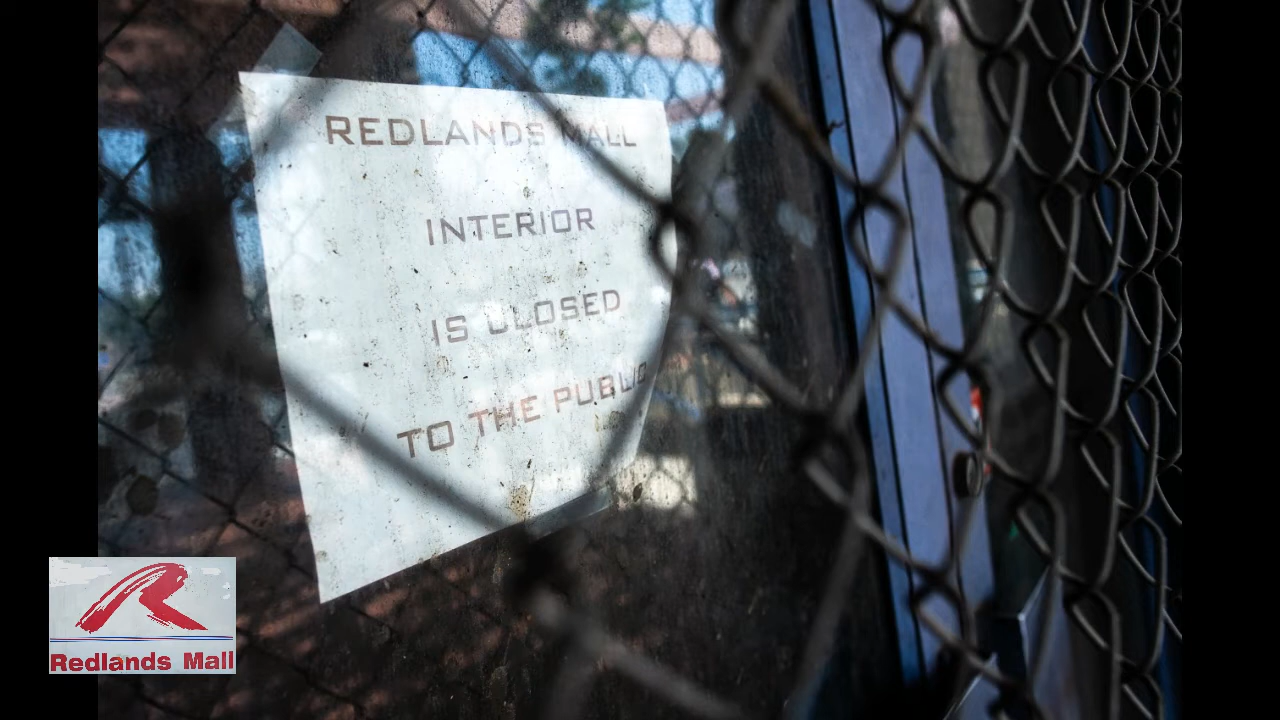 REDLANDS MALL
INTERIOR
IS CLOSED
TO THE PUBLIC
Redlands Mall